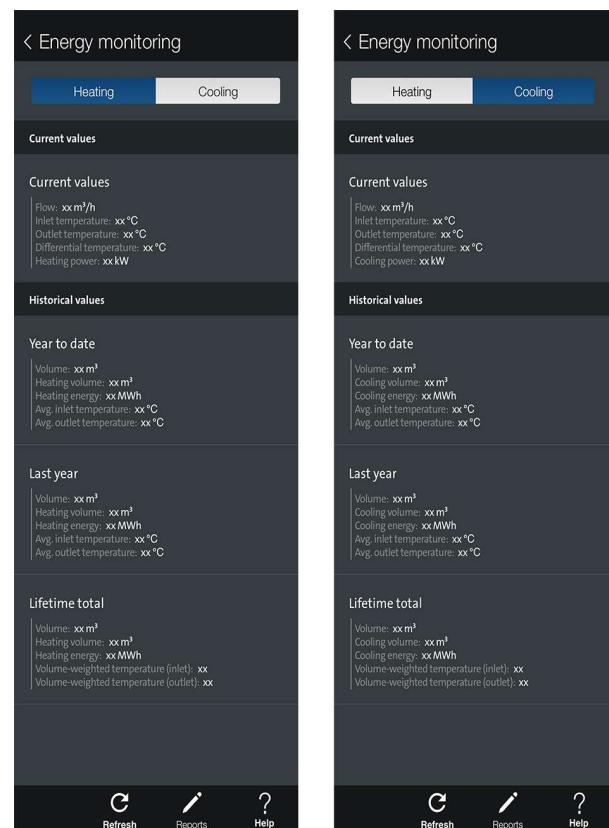 Energy monitoring
Heating Cooling
Current values
Current values
Flow: xx m³/h
Inlet temperature: xx °C
Outlet temperature: xx °C
Differential temperature: xx °C
Heating power: xx kW
Historical values
Year to date
Volume: xx m³
Heating volume: xx m³
Heating energy: xx MWh
Avg. inlet temperature: xx °C
Avg. outlet temperature: xx °C
Last year
Volume: xx m³
Heating volume: xx m³
Heating energy: xx MWh
Avg. inlet temperature: xx °C
Avg. outlet temperature: xx °C
Lifetime total
Volume: xx m³
Heating volume: xx m³
Heating energy: xx MWh
Volume-weighted temperature (inlet): xx
Volume-weighted temperature (outlet): xx
Refresh Reports Help
Energy monitoring
Heating Cooling
Current values
Current values
Flow: xx m³/h
Inlet temperature: xx °C
Outlet temperature: xx °C
Differential temperature: xx °C
Cooling power: xx kW
Historical values
Year to date
Volume: xx m³
Cooling volume: xx m³
Cooling energy: xx MWh
Avg. inlet temperature: xx °C
Avg. outlet temperature: xx °C
Last year
Volume: xx m³
Cooling volume: xx m³
Cooling energy: xx MWh
Avg. inlet temperature: xx °C
Avg. outlet temperature: xx °C
Lifetime total
Volume: xx m³
Cooling volume: xx m³
Cooling energy: xx MWh
Volume-weighted temperature (inlet): xx
Volume-weighted temperature (outlet): xx
Refresh Reports Help